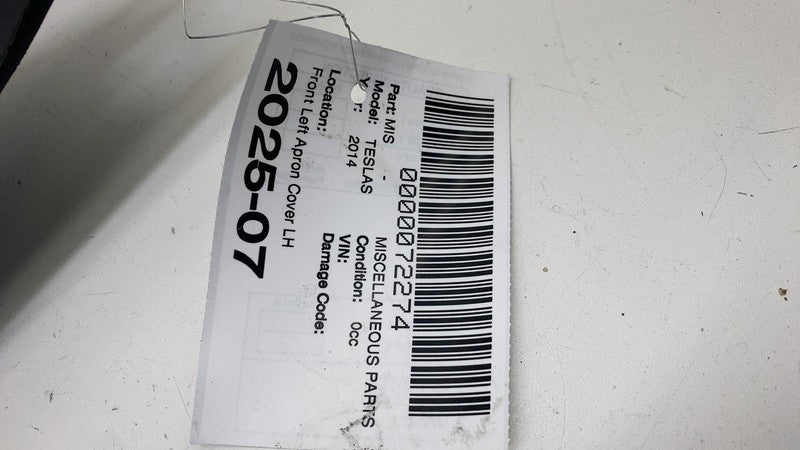 0000072274
Part: MIS - MISCELLANEOUS PARTS
Model: TESLAS Condition: 0cc
2014 VIN:
Location: Damage Code:
Front Left Apron Cover LH
2025-07